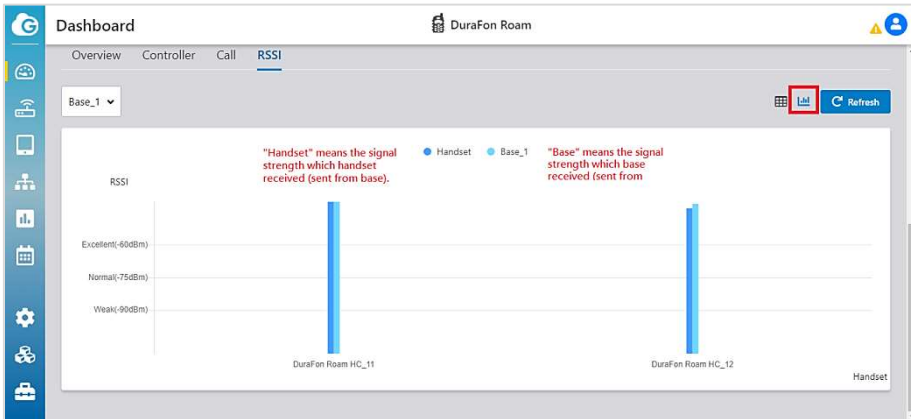 Dashboard
DuraFon Roam
Overview Controller Call RSSI
Base_1
Refresh
"Handset" means the signal
strength which handset
received (sent from base).
Handset Base_1
"Base" means the signal
strength which base
received (sent from
RSSI
Excellent(-60dBm)
Normal(-75dBm)
Weak(-90dBm)
DuraFon Roam HC_11
DuraFon Roam HC_12
Handset